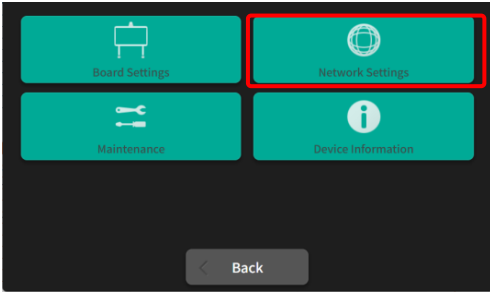 Board Settings
Network Settings
Maintenance
Device Information
Back